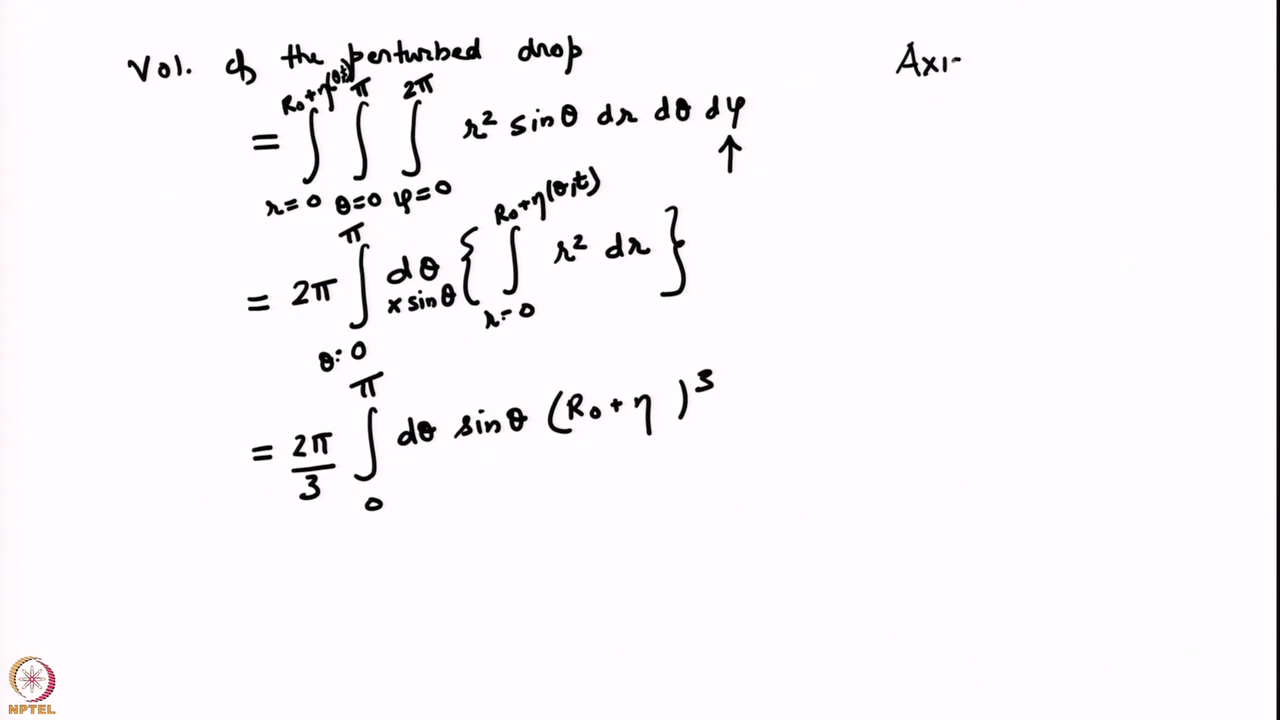 Vol. of the perturbed drop
Axi-
= ∫_{r=0}^{R₀+η(θ,t)} ∫_{θ=0}^{π} ∫_{φ=0}^{2π} r² sinθ dr dθ dφ
↑
= 2π ∫_{θ=0}^{π} dθ × sinθ { ∫_{r=0}^{R₀+η(θ,t)} r² dr }
= 2π/3 ∫_{0}^{π} dθ sinθ (R₀ + η )³
NPTEL